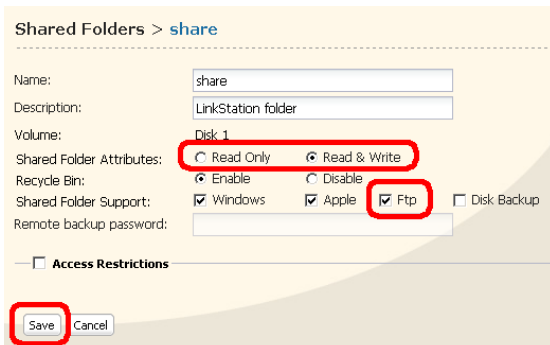 Shared Folders > share
Name: share
Description: LinkStation folder
Volume: Disk 1
Shared Folder Attributes: Read Only Read & Write
Recycle Bin: Enable Disable
Shared Folder Support: Windows Apple Ftp Disk Backup
Remote backup password:
Access Restrictions
Save Cancel